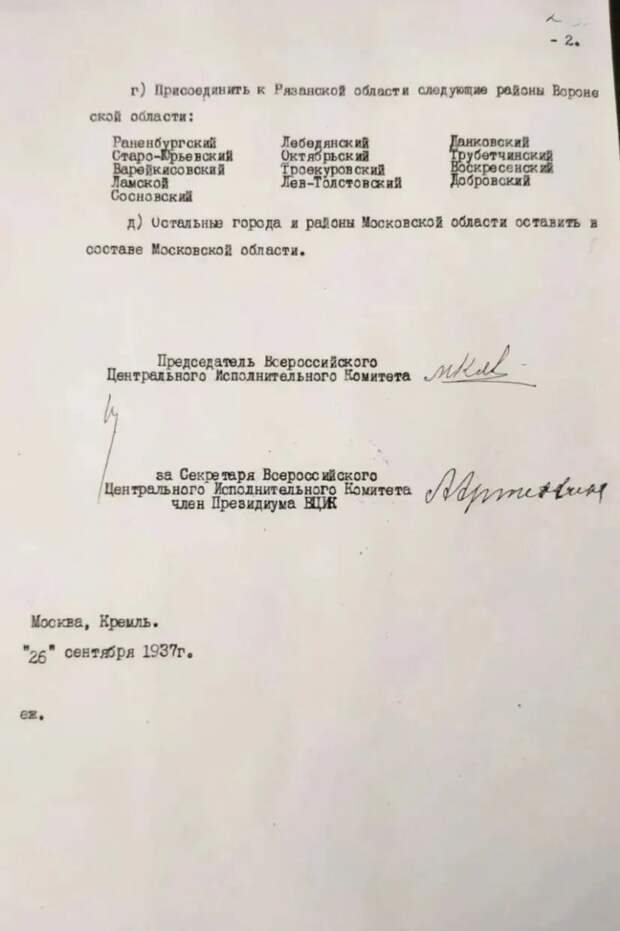 - 2.
г) Присоединить к Рязанской области следующие районы Вороне
ской области:
Раненбургский Лебедянский Данковский
Старо-Юрьевский Октябрьский Трубетчинский
Варейкисовский Троекуровский Воскресенский
Ламской Лев-Толстовский Добровский
Сосновский
д) Остальные города и районы Московской области оставить в
составе Московской области.
Председатель Всероссийского
Центрального Исполнительного Комитета
за Секретаря Всероссийского
Центрального Исполнительного Комитета
член Президиума ВЦИК
Москва, Кремль.
"26" сентября 1937г.
еж.